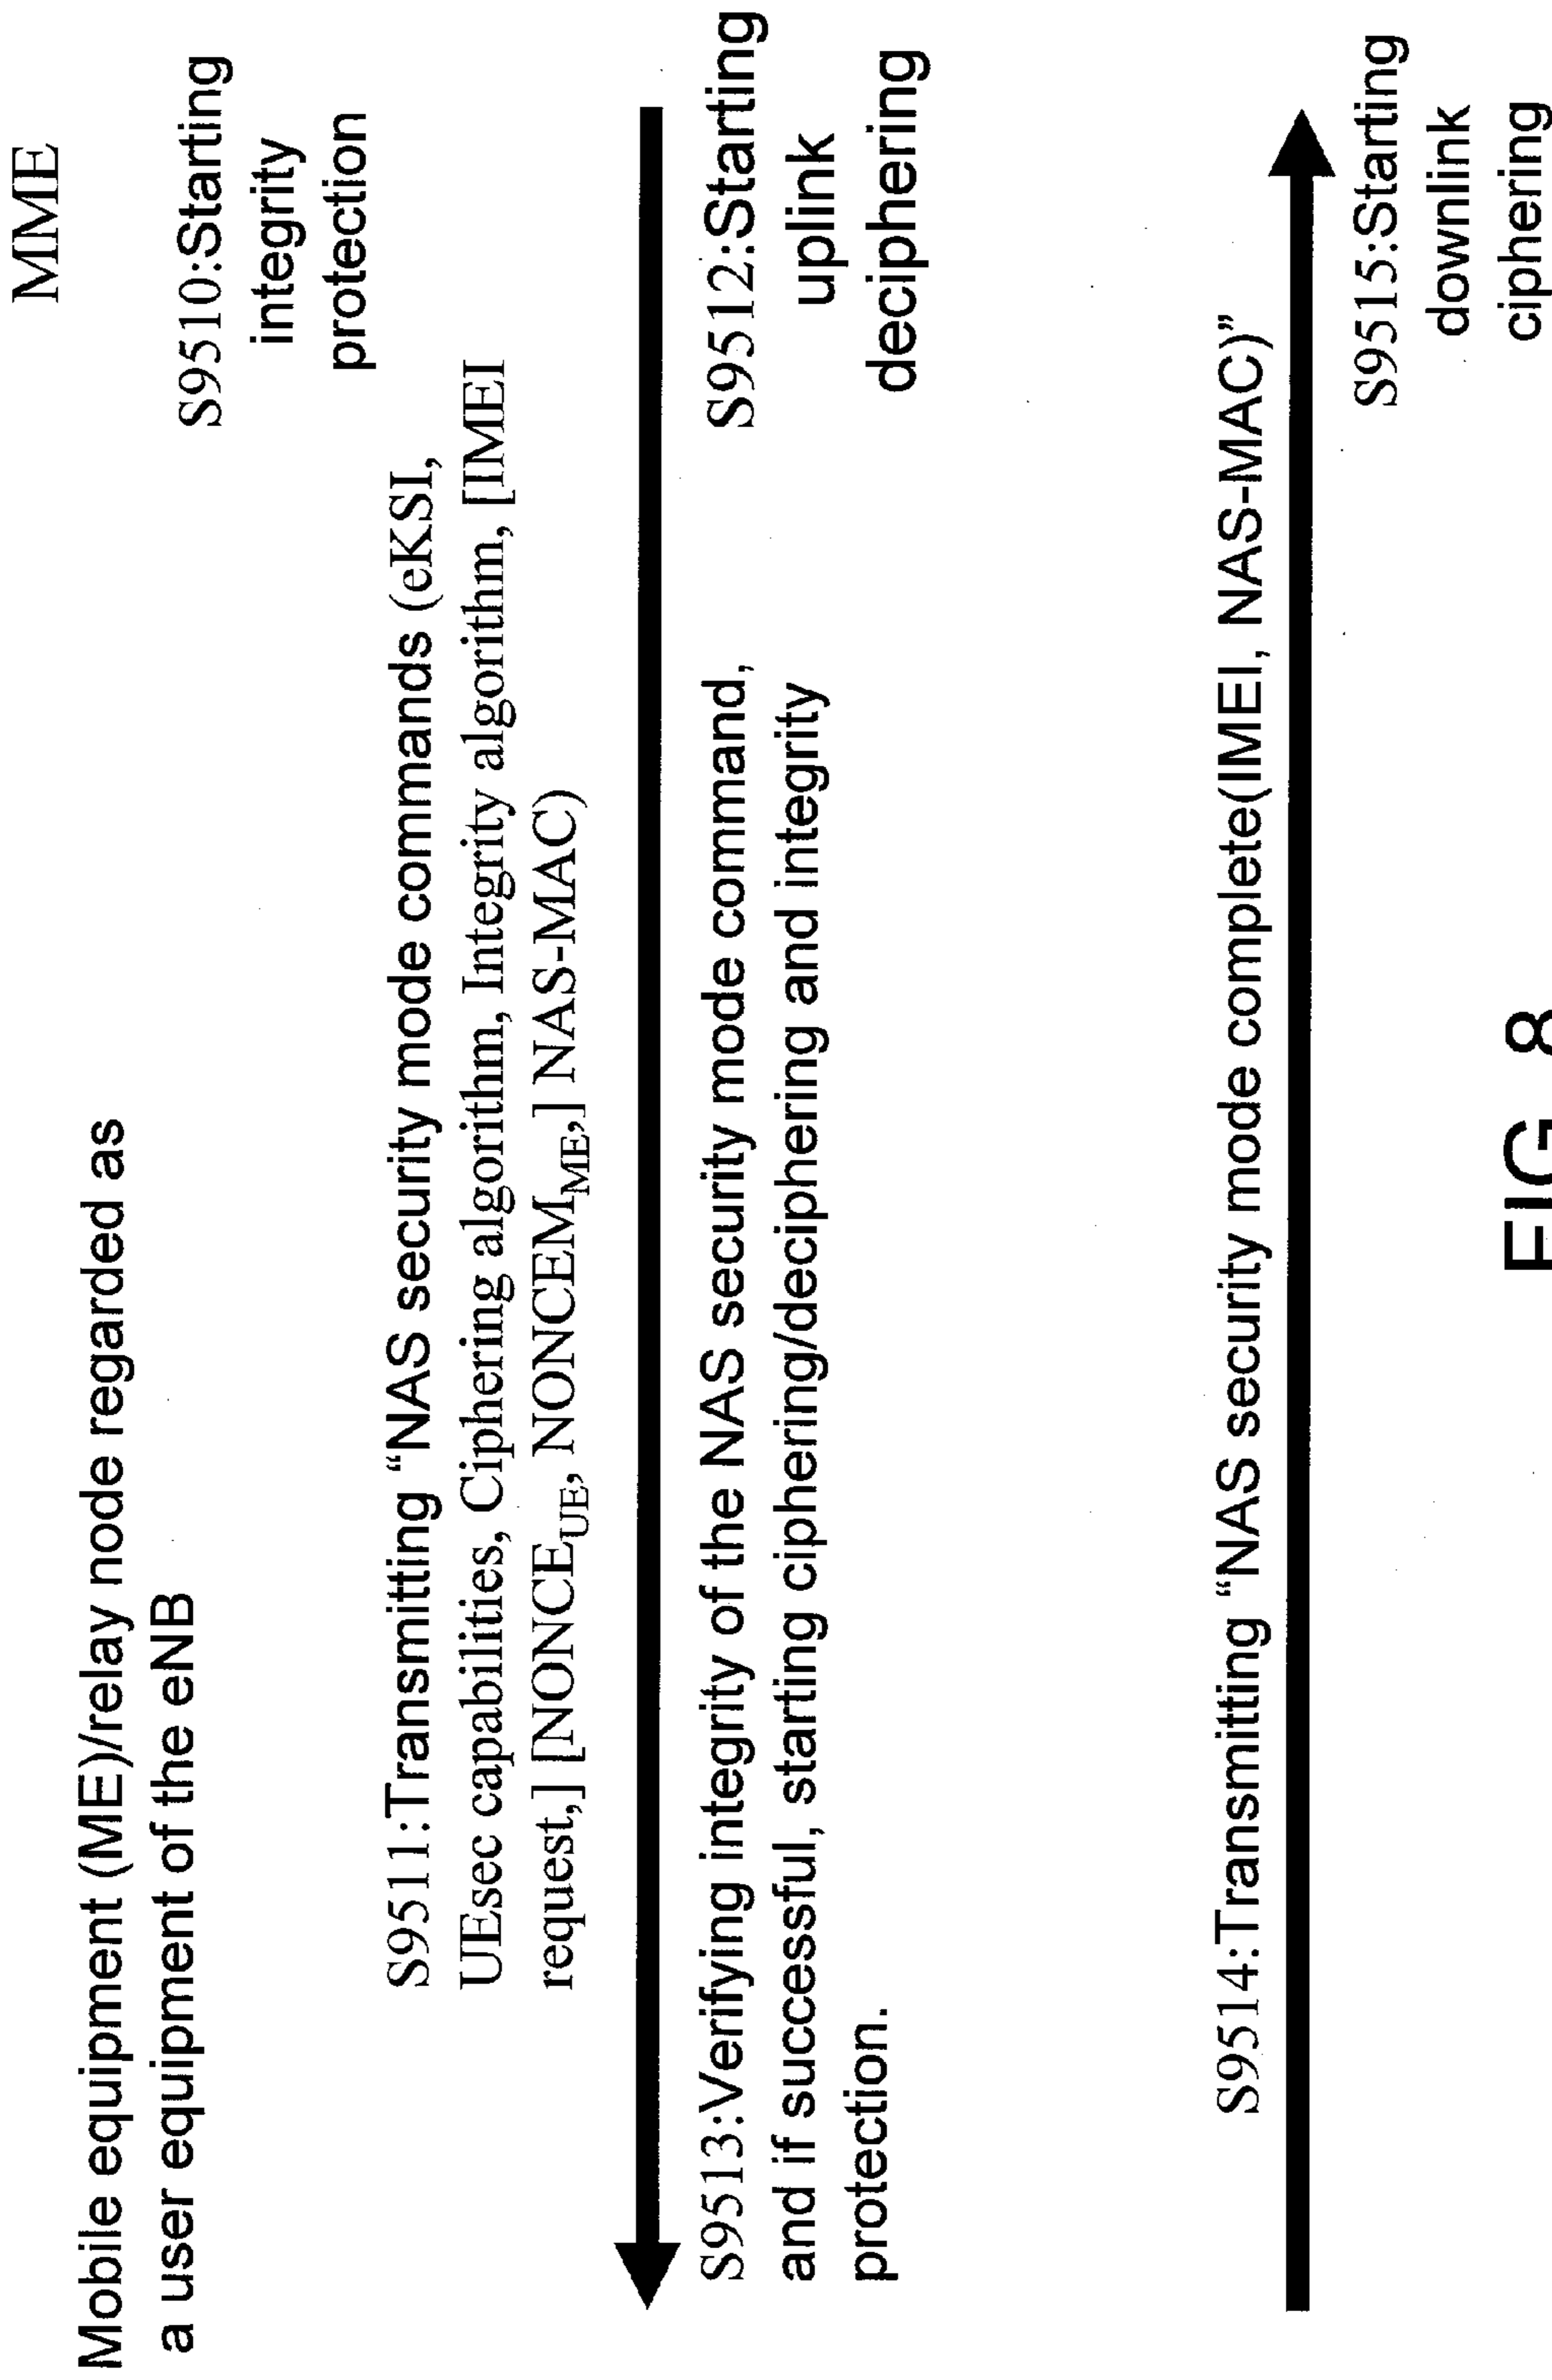 MME
Mobile equipment (ME)/relay node regarded as
a user equipment of the eNB
S9510:Starting
integrity
protection
S9511:Transmitting “NAS security mode commands (eKSI,
UEsec capabilities, Ciphering algorithm, Integrity algorithm, [IMEI
request,] [NONCEUE, NONCEMME,] NAS-MAC)
S9512:Starting
uplink
deciphering
S9513:Verifying integrity of the NAS security mode command,
and if successful, starting ciphering/deciphering and integrity
protection.
S9514:Transmitting “NAS security mode complete(IMEI, NAS-MAC)”
S9515:Starting
downlink
ciphering
FIG. 8